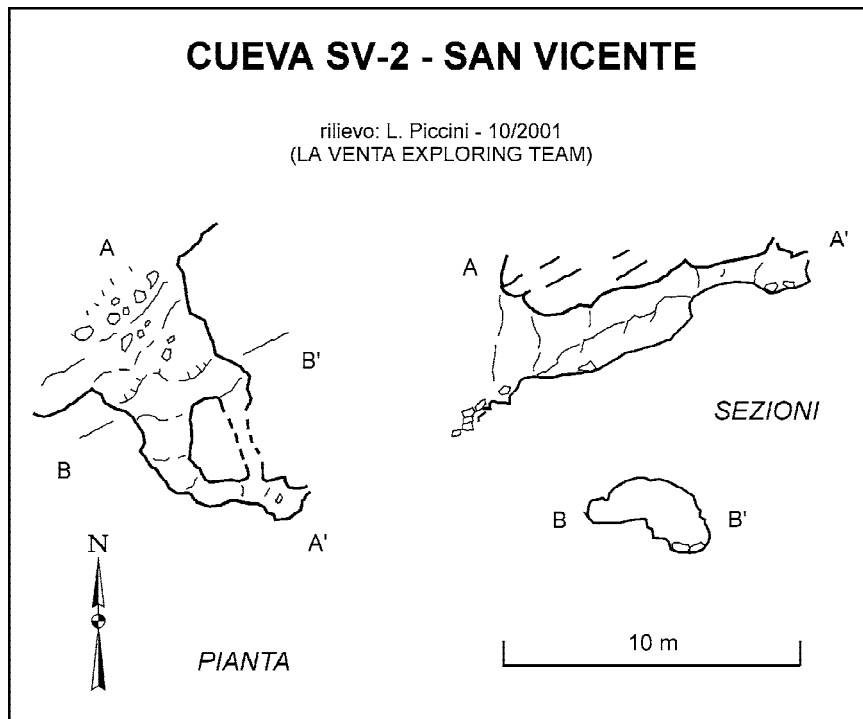 CUEVA SV-2 - SAN VICENTE
rilievo: L. Piccini - 10/2001
(LA VENTA EXPLORING TEAM)
A
B'
B
A'
N
PIANTA
A
A'
SEZIONI
B
B'
10 m